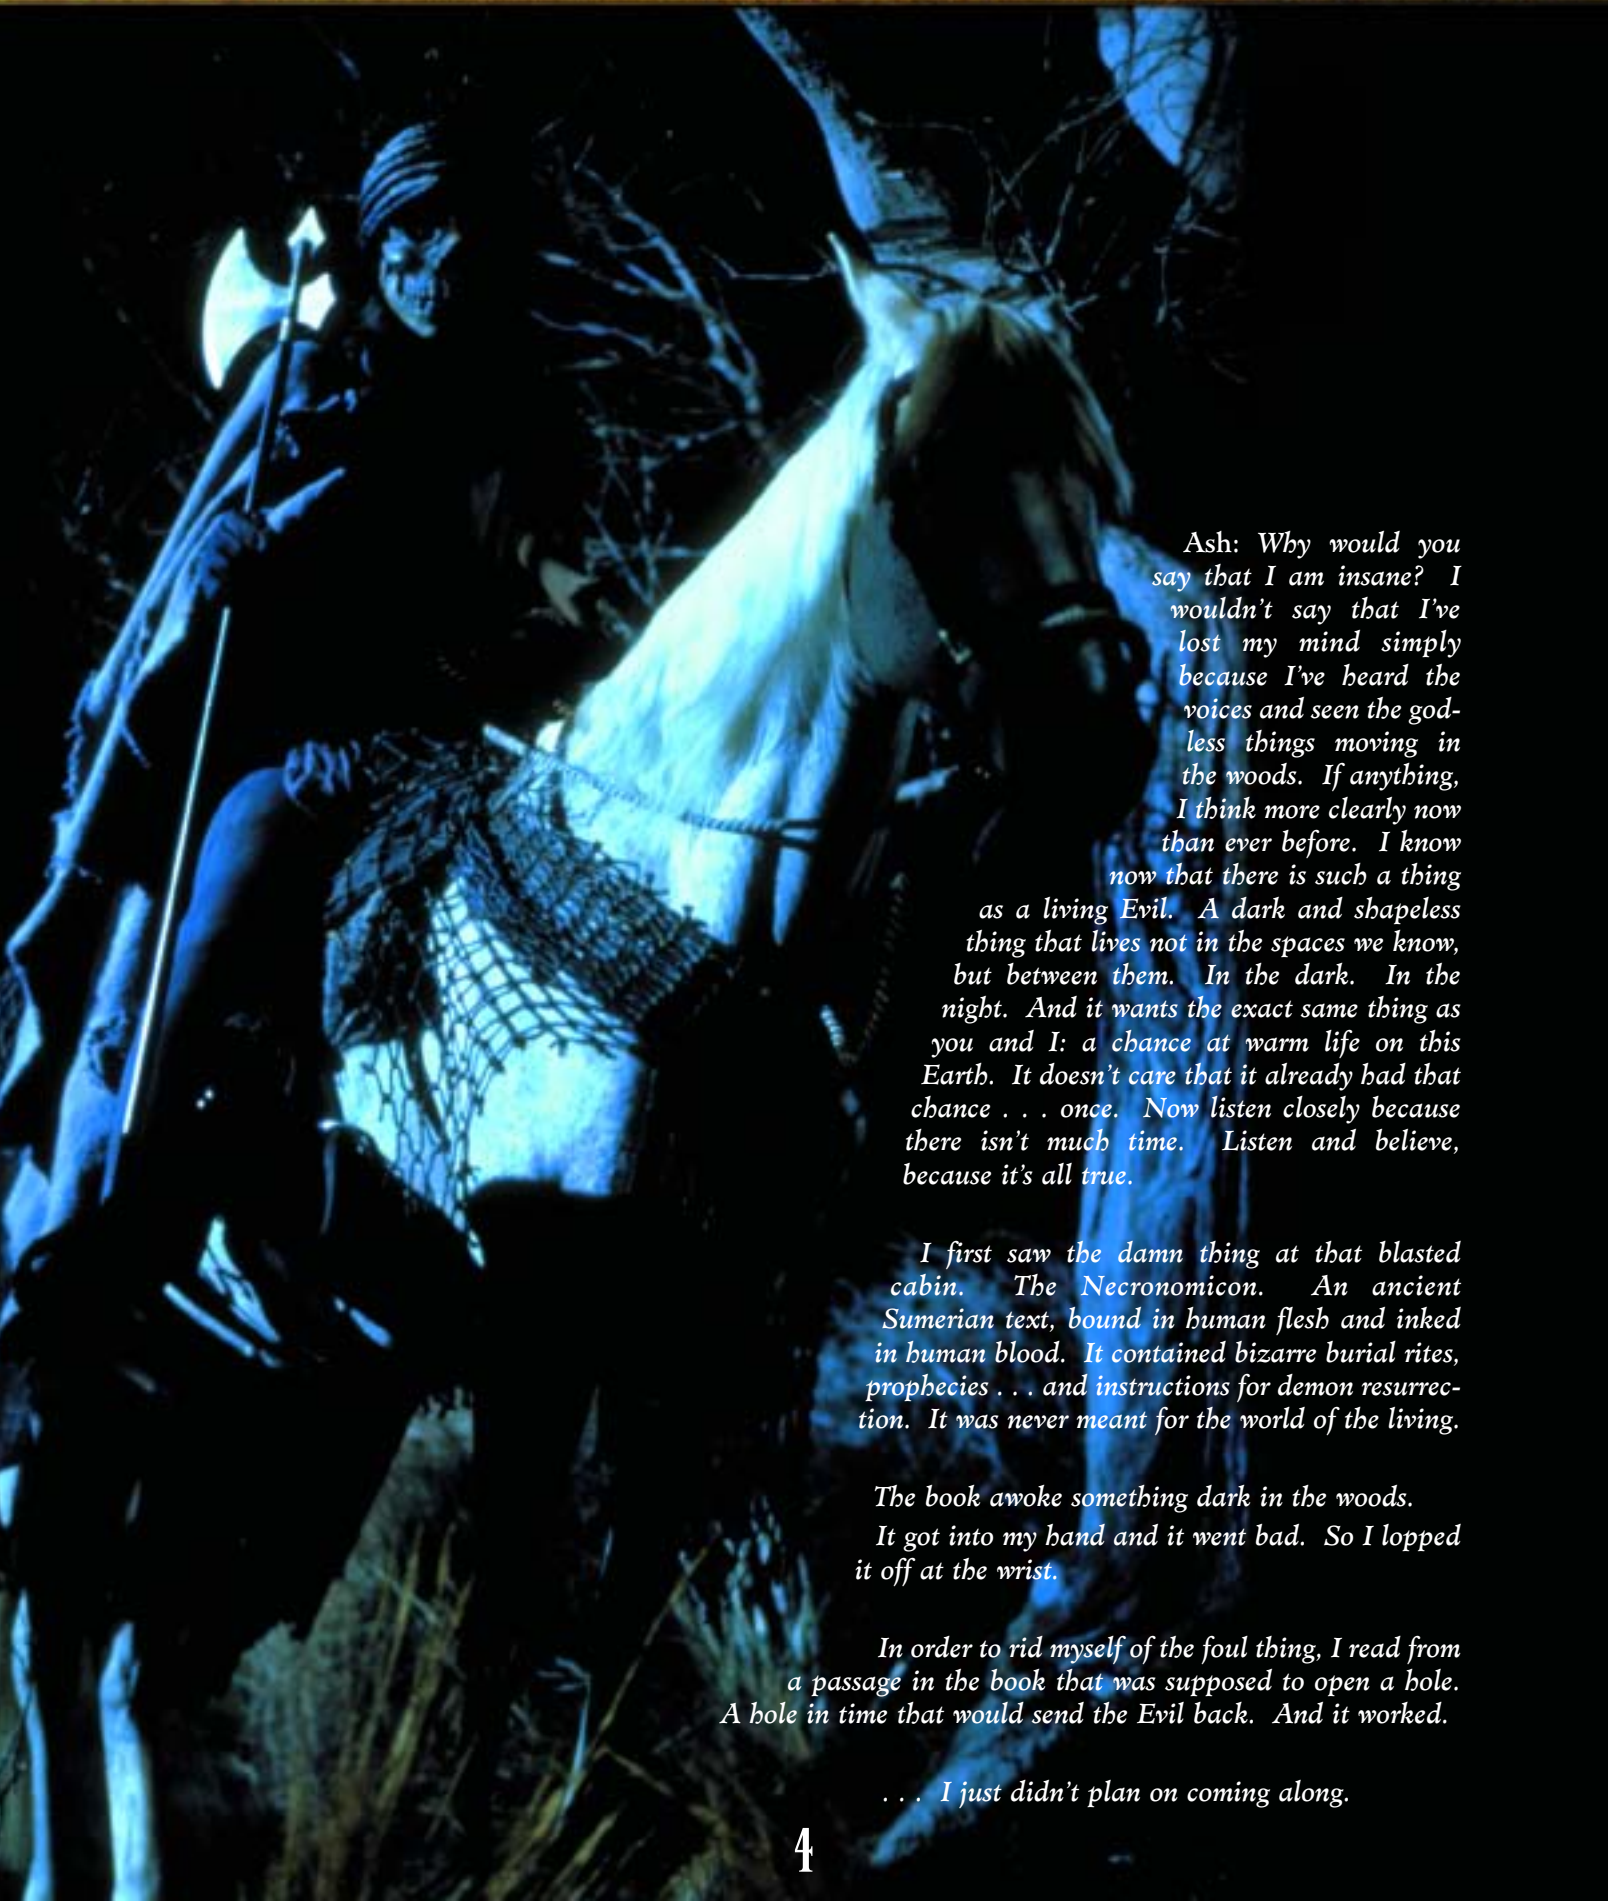 Ash: Why would you
say that I am insane? I
wouldn't say that I've
lost my mind simply
because I've heard the
voices and seen the god-
less things moving in
the woods. If anything,
I think more clearly now
than ever before. I know
now that there is such a thing
as a living Evil. A dark and shapeless
thing that lives not in the spaces we know,
but between them. In the dark. In the
night. And it wants the exact same thing as
you and I: a chance at warm life on this
Earth. It doesn't care that it already had that
chance . . . once. Now listen closely because
there isn't much time. Listen and believe,
because it's all true.
I first saw the damn thing at that blasted
cabin. The Necronomicon. An ancient
Sumerian text, bound in human flesh and inked
in human blood. It contained bizarre burial rites,
prophecies . . . and instructions for demon resurrec-
tion. It was never meant for the world of the living.
The book awoke something dark in the woods.
It got into my hand and it went bad. So I lopped
it off at the wrist.
In order to rid myself of the foul thing, I read from
a passage in the book that was supposed to open a hole.
A hole in time that would send the Evil back. And it worked.
. . . I just didn't plan on coming along.
4